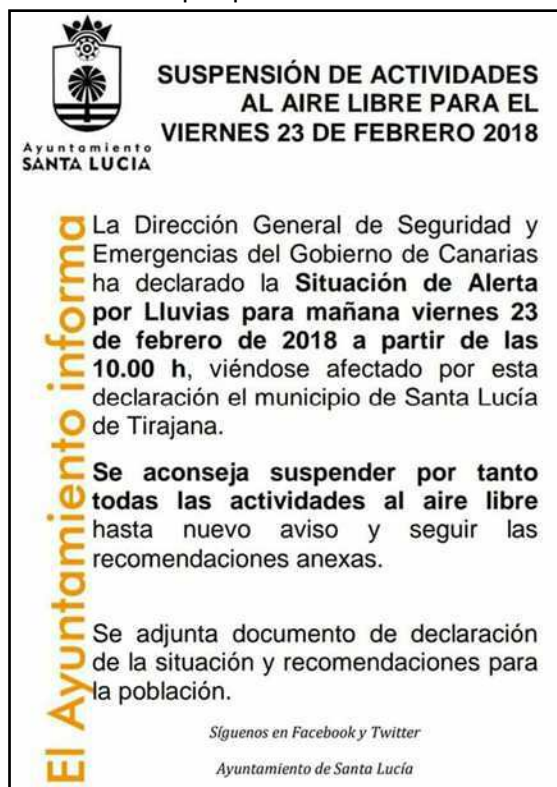 SUSPENSIÓN DE ACTIVIDADES
AL AIRE LIBRE PARA EL
VIERNES 23 DE FEBRERO 2018
Ayuntamiento
SANTA LUCIA
El Ayuntamiento informa
La Dirección General de Seguridad y
Emergencias del Gobierno de Canarias
ha declarado la Situación de Alerta
por Lluvias para mañana viernes 23
de febrero de 2018 a partir de las
10.00 h, viéndose afectado por esta
declaración el municipio de Santa Lucía
de Tirajana.
Se aconseja suspender por tanto
todas las actividades al aire libre
hasta nuevo aviso y seguir las
recomendaciones anexas.
Se adjunta documento de declaración
de la situación y recomendaciones para
la población.
Síguenos en Facebook y Twitter
Ayuntamiento de Santa Lucía